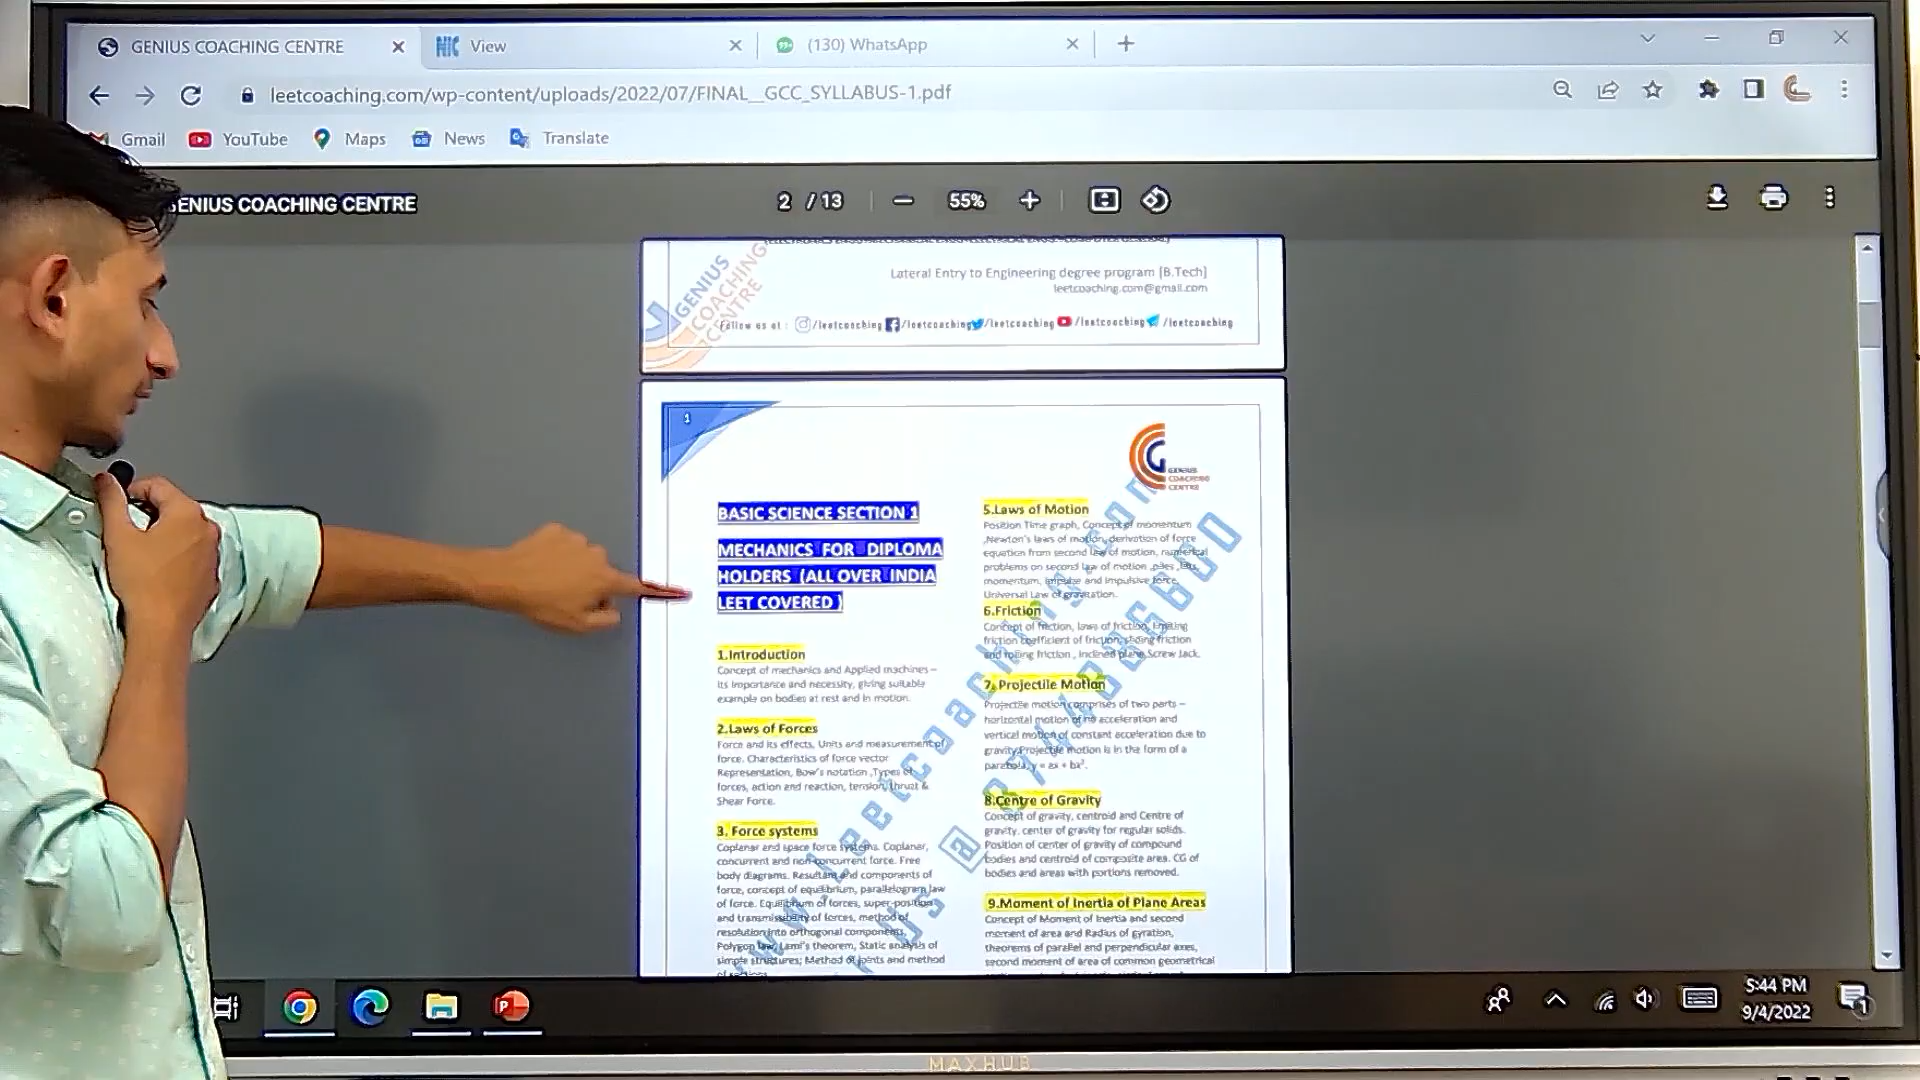 GENIUS COACHING CENTRE
View
(130) WhatsApp
leetcoaching.com/wp-content/uploads/2022/07/FINAL__GCC_SYLLABUS-1.pdf
Gmail
YouTube
Maps
News
Translate
ENIUS COACHING CENTRE
2 / 13
55%
GENIUS
COACHING
CENTRE
Lateral Entry to Engineering degree program [B.Tech]
leetcoaching.com@gmail.com
Follow us at : /leetcoaching /leetcoaching /leetcoaching /leetcoaching /leetcoaching
1
GENIUS
COACHING
CENTRE
BASIC SCIENCE SECTION 1
MECHANICS FOR DIPLOMA
HOLDERS (ALL OVER INDIA
LEET COVERED )
1.Introduction
Concept of mechanics and Applied machines –
its importance and necessity, giving suitable
example on bodies at rest and in motion.
2.Laws of Forces
Force and its effects, Units and measurement of
force. Characteristics of force vector
Representation, Bow's notation ,Types of
forces, action and reaction, tension, thrust &
Shear Force.
3. Force systems
Coplanar and space force systems. Coplanar,
concurrent and non-concurrent force. Free
body diagrams. Resultant and components of
force, concept of equilibrium, parallelogram law
of force. Equilibrium of forces, super-position
and transmissibility of forces, method of
resolution into orthogonal components,
Polygon law, Lami's theorem, Static analysis of
simple structures; Method of joints and method
of sections
5.Laws of Motion
Position Time graph, Concept of momentum
,Newton's laws of motion, derivation of force
equation from second law of motion, numerical
problems on second law of motion ,piles
momentum, impulse and impulsive force,
Universal Law of gravitation.
6.Friction
Concept of friction, laws of friction, limiting
friction coefficient of friction, sliding friction
and rolling friction , inclined plane, Screw Jack.
7. Projectile Motion
Projectile motion comprises of two parts –
horizontal motion of no acceleration and
vertical motion of constant acceleration due to
gravity.Projectile motion is in the form of a
parabola, y = ax + bx².
8.Centre of Gravity
Concept of gravity, centroid and Centre of
gravity, center of gravity for regular solids.
Position of center of gravity of compound
bodies and centroid of composite area. CG of
bodies and areas with portions removed.
9.Moment of Inertia of Plane Areas
Concept of Moment of Inertia and second
moment of area and Radius of gyration,
theorems of parallel and perpendicular axes,
second moment of area of common geometrical
5:44 PM
9/4/2022
1
MAXHUB